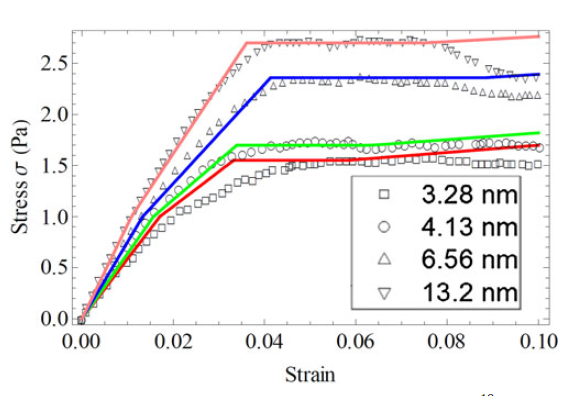 Stress σ (Pa)
2.5
2.0
1.5
1.0
0.5
0.0
0.00 0.02 0.04 0.06 0.08 0.10
Strain
3.28 nm
4.13 nm
6.56 nm
13.2 nm